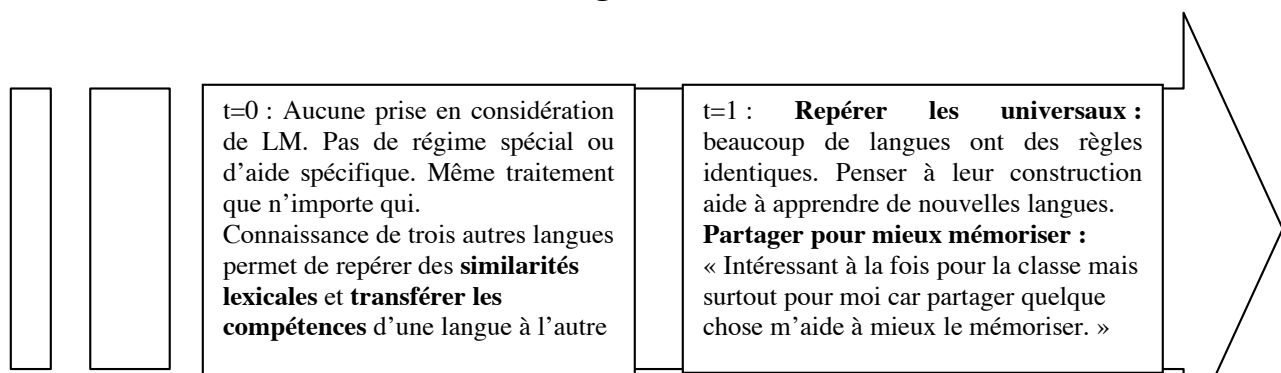 t=0 : Aucune prise en considération
de LM. Pas de régime spécial ou
d’aide spécifique. Même traitement
que n’importe qui.
Connaissance de trois autres langues
permet de repérer des similarités
lexicales et transférer les
compétences d’une langue à l’autre
t=1 : Repérer les universaux :
beaucoup de langues ont des règles
identiques. Penser à leur construction
aide à apprendre de nouvelles langues.
Partager pour mieux mémoriser :
« Intéressant à la fois pour la classe mais
surtout pour moi car partager quelque
chose m’aide à mieux le mémoriser. »